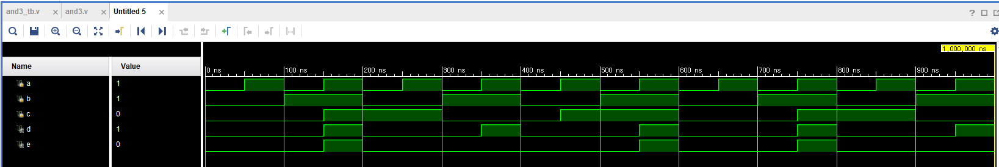 and3_tb.v × and3.v × Untitled 5 ×
?
1,000,000 ns
Name Value
0 ns 100 ns 200 ns 300 ns 400 ns 500 ns 600 ns 700 ns 800 ns 900 ns
a 1
b 1
c 0
d 1
e 0